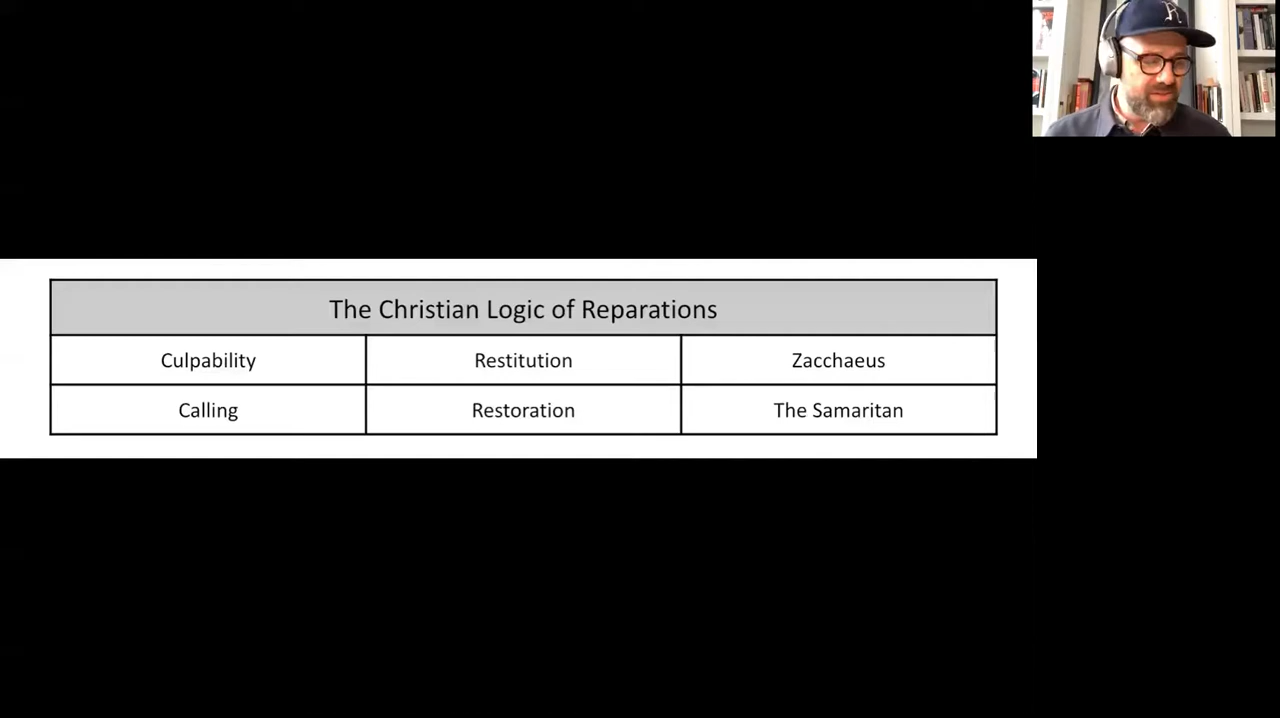 The Christian Logic of Reparations
Culpability Restitution Zacchaeus
Calling Restoration The Samaritan